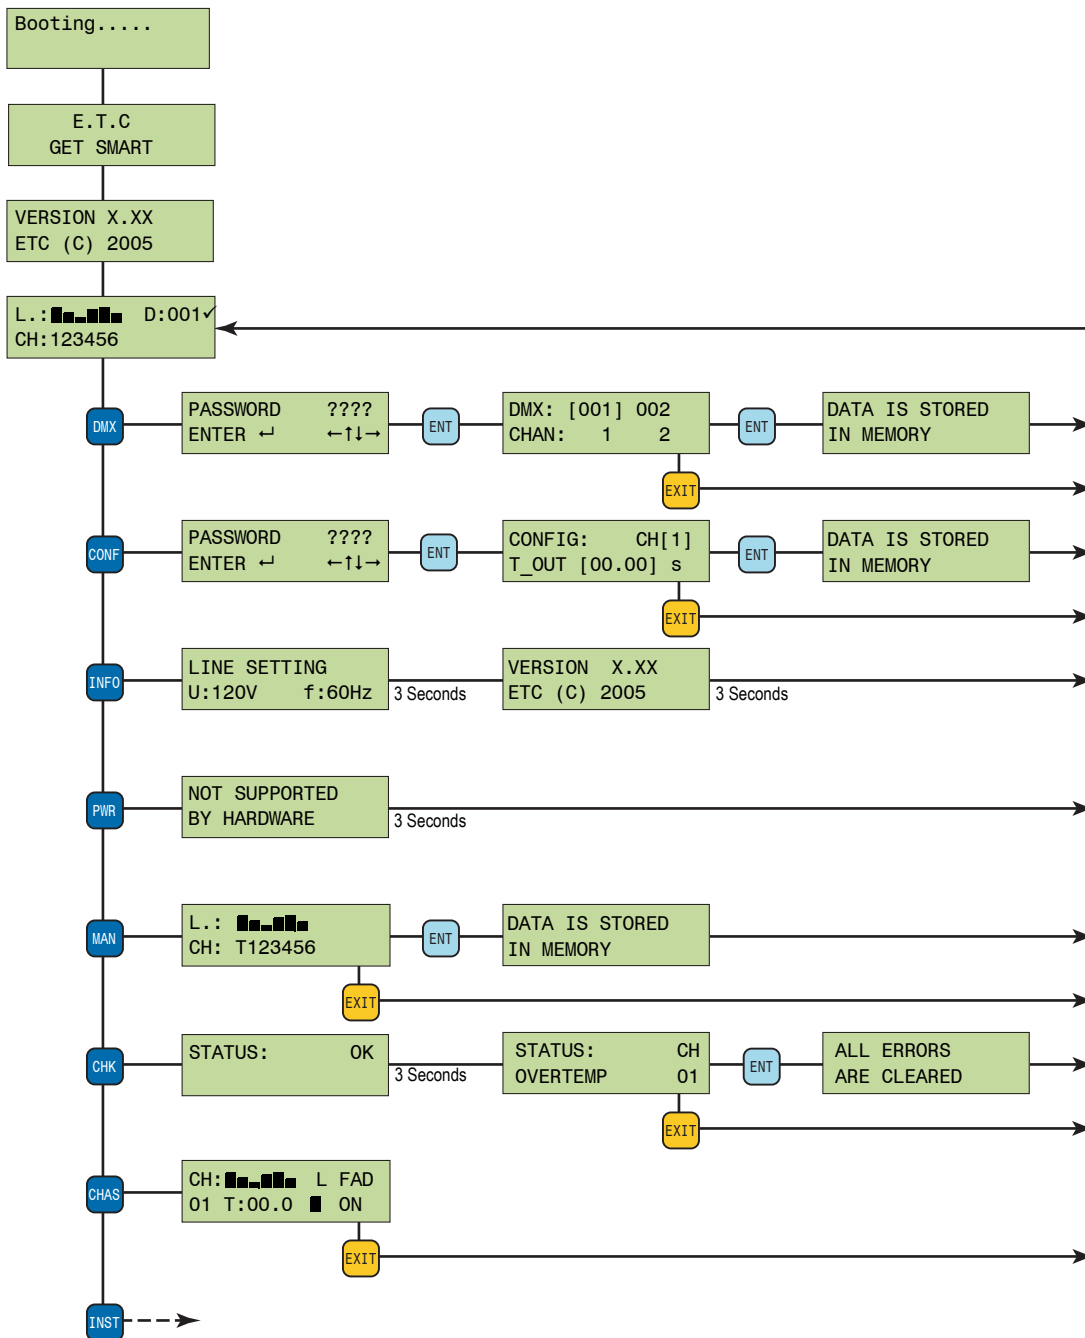 Booting.....
E.T.C
GET SMART
VERSION X.XX
ETC (C) 2005
L.: D:001✓
CH:123456
DMX
PASSWORD ????
ENTER ↵ ←↑↓→
ENT
DMX: [001] 002
CHAN: 1 2
ENT
DATA IS STORED
IN MEMORY
EXIT
CONF
PASSWORD ????
ENTER ↵ ←↑↓→
ENT
CONFIG: CH[1]
T_OUT [00.00] s
ENT
DATA IS STORED
IN MEMORY
EXIT
INFO
LINE SETTING
U:120V f:60Hz
3 Seconds
VERSION X.XX
ETC (C) 2005
3 Seconds
PWR
NOT SUPPORTED
BY HARDWARE
3 Seconds
MAN
L.:
CH: T123456
ENT
DATA IS STORED
IN MEMORY
EXIT
CHK
STATUS: OK
3 Seconds
STATUS: CH
OVERTEMP 01
ENT
ALL ERRORS
ARE CLEARED
EXIT
CHAS
CH: L FAD
01 T:00.0 ON
EXIT
INST